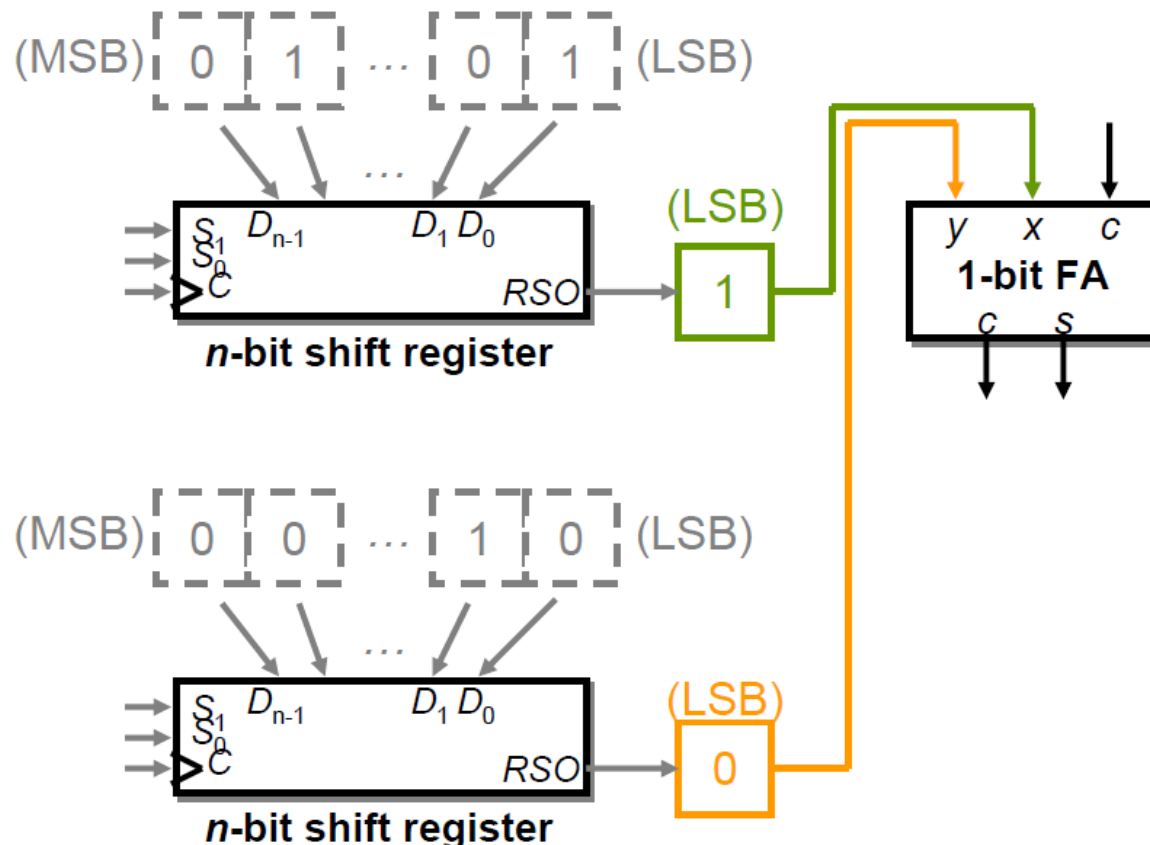 (MSB) 0 1 ... 0 1 (LSB)
...
S1 Dn-1 D1 D0
S0
C
RSO
n-bit shift register
(LSB)
1
y x c
1-bit FA
c s
(MSB) 0 0 ... 1 0 (LSB)
...
S1 Dn-1 D1 D0
S0
C
RSO
n-bit shift register
(LSB)
0